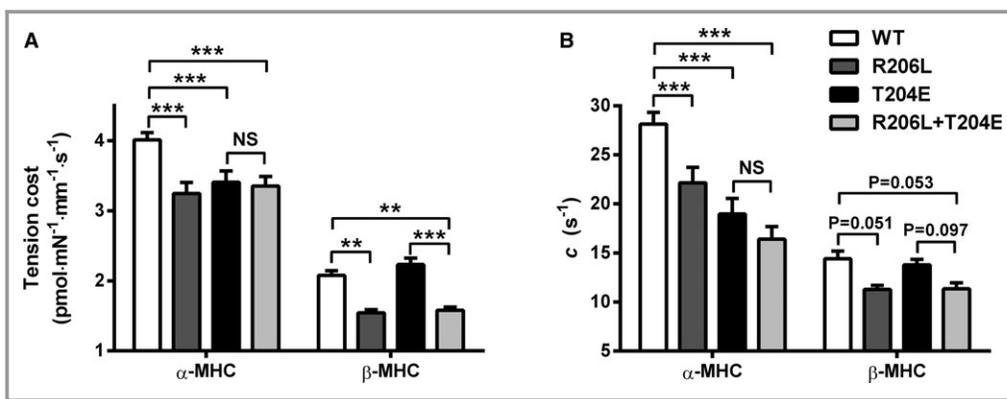 A
Tension cost
(pmol·mN⁻¹·mm⁻¹·s⁻¹)
4
3
2
1
***
***
***
NS
**
**
***
α-MHC
β-MHC
B
WT
R206L
T204E
R206L+T204E
c (s⁻¹)
30
25
20
15
10
5
***
***
***
NS
P=0.053
P=0.051
P=0.097
α-MHC
β-MHC